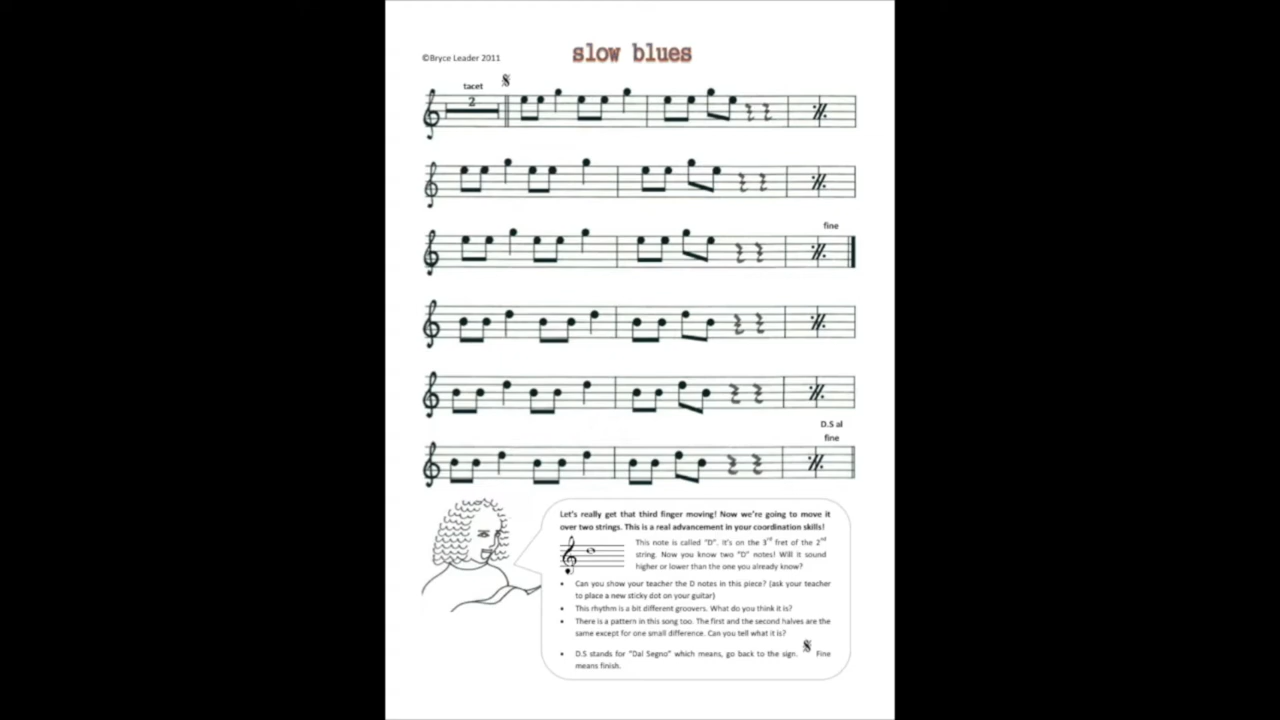 ©Bryce Leader 2011
slow blues
tacet
2
fine
D.S al
fine
Let's really get that third finger moving! Now we're going to move it
over two strings. This is a real advancement in your coordination skills!
This note is called "D". It's on the 3rd fret of the 2nd
string. Now you know two "D" notes! Will it sound
higher or lower than the one you already know?
• Can you show your teacher the D notes in this piece? (ask your teacher
to place a new sticky dot on your guitar)
• This rhythm is a bit different groovers. What do you think it is?
• There is a pattern in this song too. The first and the second halves are the
same except for one small difference. Can you tell what it is?
• D.S stands for "Dal Segno" which means, go back to the sign. Fine
means finish.